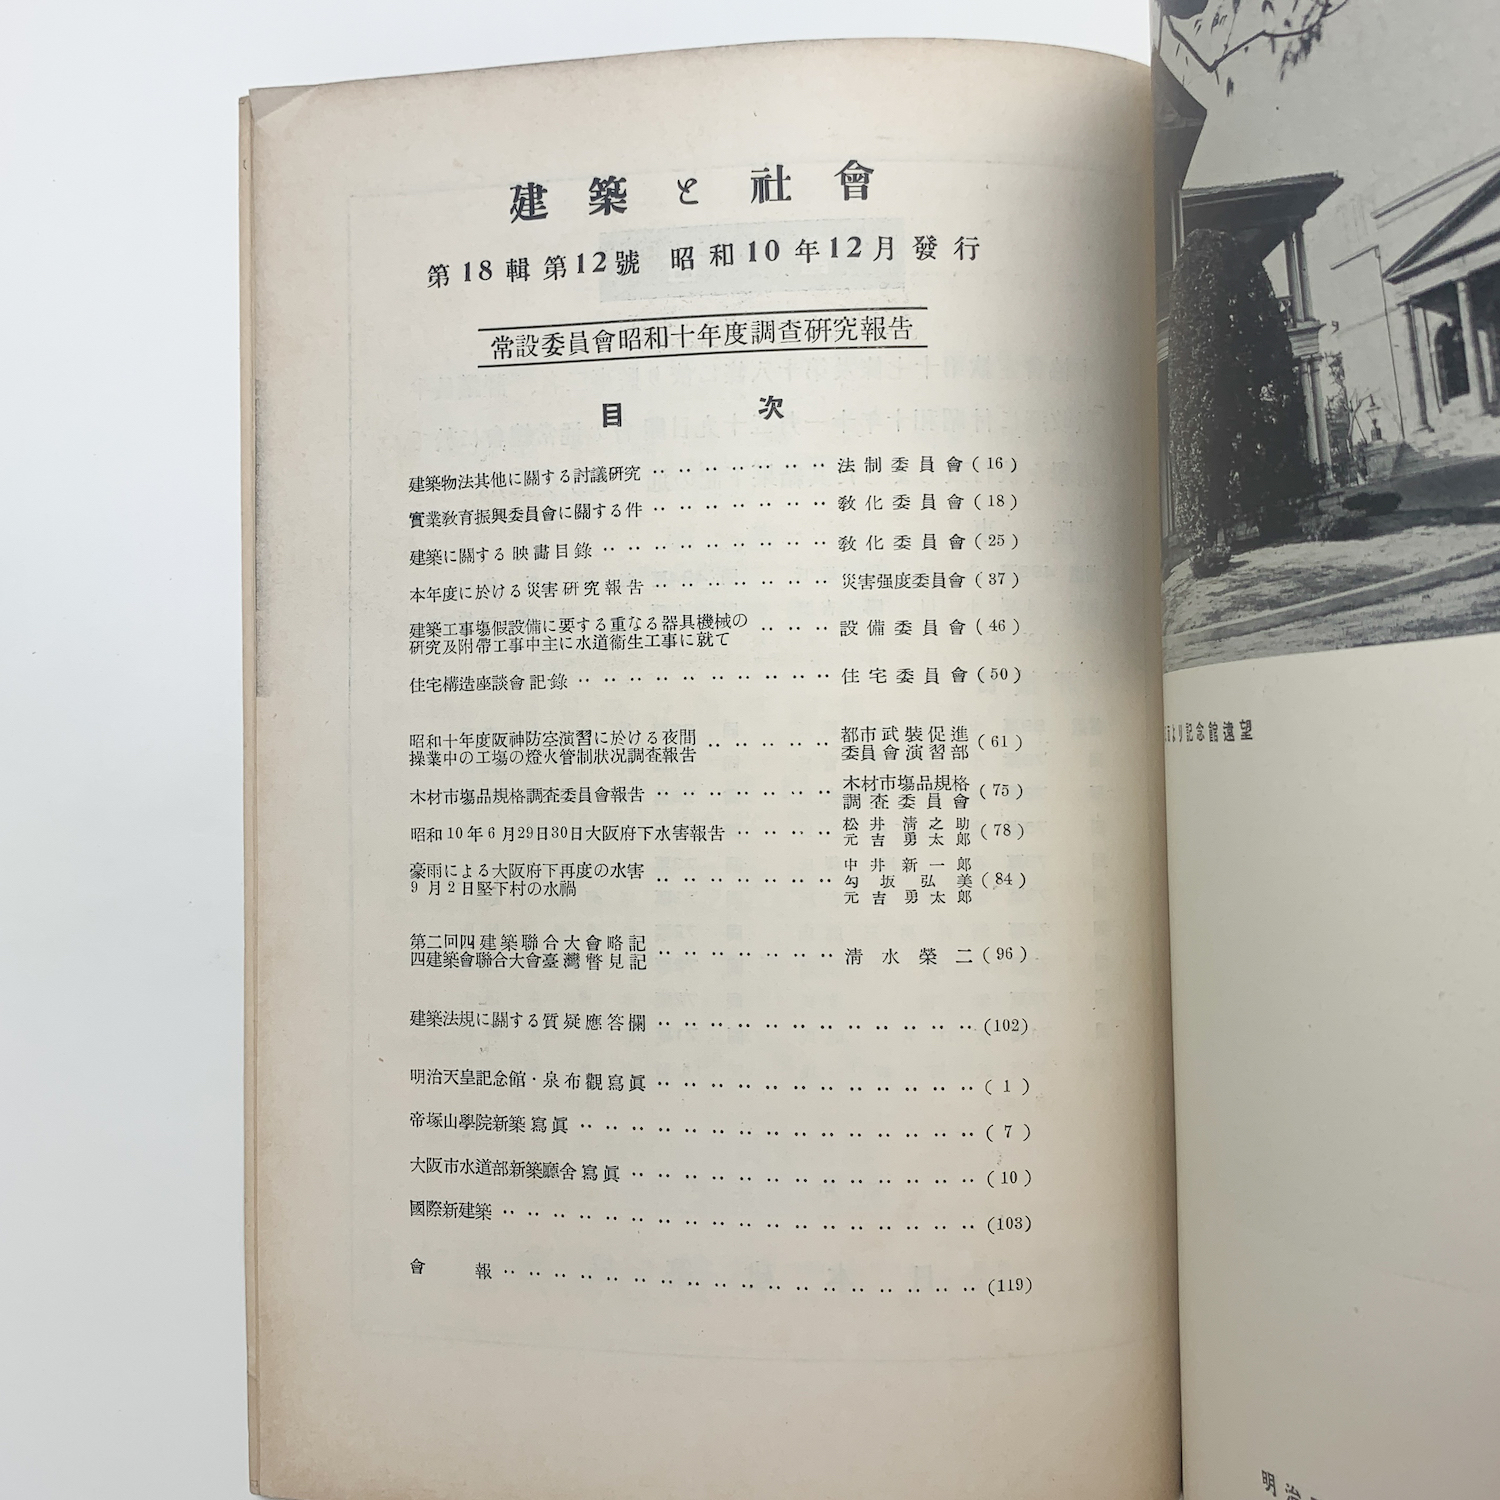 建築と社會
第18輯第12號 昭和10年12月發行
常設委員會昭和十年度調査硏究報告
目次
建築物法其他に關する討議硏究‥‥‥‥‥‥‥法制委員會(16)
實業敎育振興委員會に關する件‥‥‥‥‥‥‥敎化委員會(18)
建築に關する映畵目錄‥‥‥‥‥‥‥‥‥敎化委員會(25)
本年度に於ける災害硏究報告‥‥‥‥‥‥‥災害强度委員會(37)
建築工事塲假設備に要する重なる器具機械の
硏究及附帶工事中主に水道衞生工事に就て‥‥‥設備委員會(46)
住宅構造座談會記錄‥‥‥‥‥‥‥‥‥‥住宅委員會(50)
昭和十年度阪神防空演習に於ける夜間
操業中の工場の燈火管制狀况調査報告‥‥‥‥‥都市武裝促進委員會演習部(61)
木材市塲品規格調査委員會報告‥‥‥‥‥‥‥木材市塲品規格調査委員會(75)
昭和10年6月29日30日大阪府下水害報告‥‥‥‥松井淸之助 元吉勇太郞(78)
豪雨による大阪府下再度の水害
9月2日堅下村の水禍‥‥‥‥‥‥‥中井新一郞 勾坂弘美 元吉勇太郞(84)
第二回四建築聯合大會略記
四建築會聯合大會臺灣瞥見記‥‥‥‥‥‥‥淸水榮二(96)
建築法規に關する質疑應答欄‥‥‥‥‥‥‥‥‥‥‥‥‥(102)
明治天皇記念館・泉布觀寫眞‥‥‥‥‥‥‥‥‥‥‥‥‥(1)
帝塚山學院新築寫眞‥‥‥‥‥‥‥‥‥‥‥‥‥‥‥‥(7)
大阪市水道部新築廳舍寫眞‥‥‥‥‥‥‥‥‥‥‥‥‥‥(10)
國際新建築‥‥‥‥‥‥‥‥‥‥‥‥‥‥‥‥‥‥‥(103)
會報‥‥‥‥‥‥‥‥‥‥‥‥‥‥‥‥‥‥‥(119)
より記念館遠望
明治